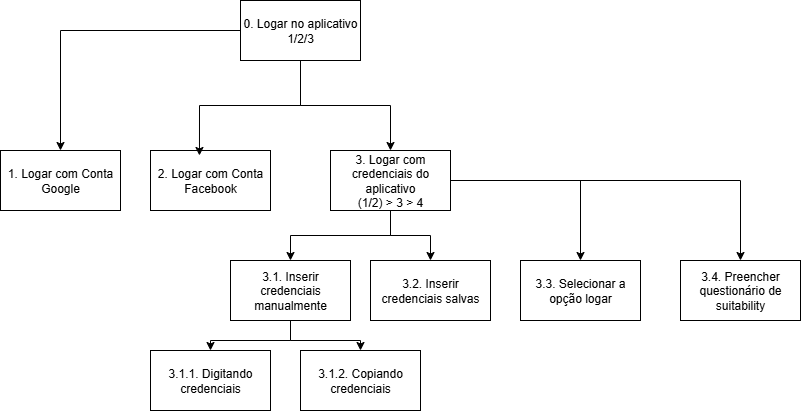 0. Logar no aplicativo
1/2/3
1. Logar com Conta
Google
2. Logar com Conta
Facebook
3. Logar com
credenciais do
aplicativo
(1/2) > 3 > 4
3.1. Inserir
credenciais
manualmente
3.2. Inserir
credenciais salvas
3.3. Selecionar a
opção logar
3.4. Preencher
questionário de
suitability
3.1.1. Digitando
credenciais
3.1.2. Copiando
credenciais